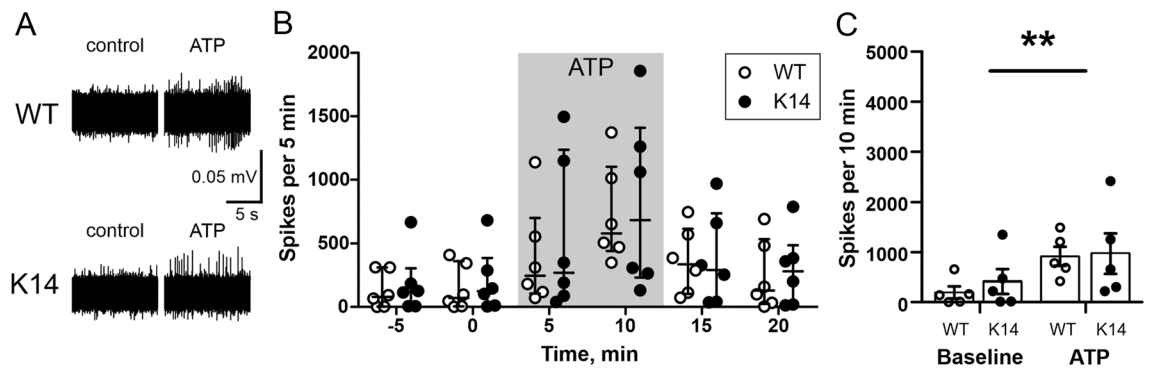 A
control
ATP
WT
0.05 mV
5 s
control
ATP
K14
B
Spikes per 5 min
2000
1500
1000
500
0
ATP
WT
K14
-5
0
5
10
15
20
Time, min
C
Spikes per 10 min
5000
4000
3000
2000
1000
0
**
WT
K14
WT
K14
Baseline
ATP